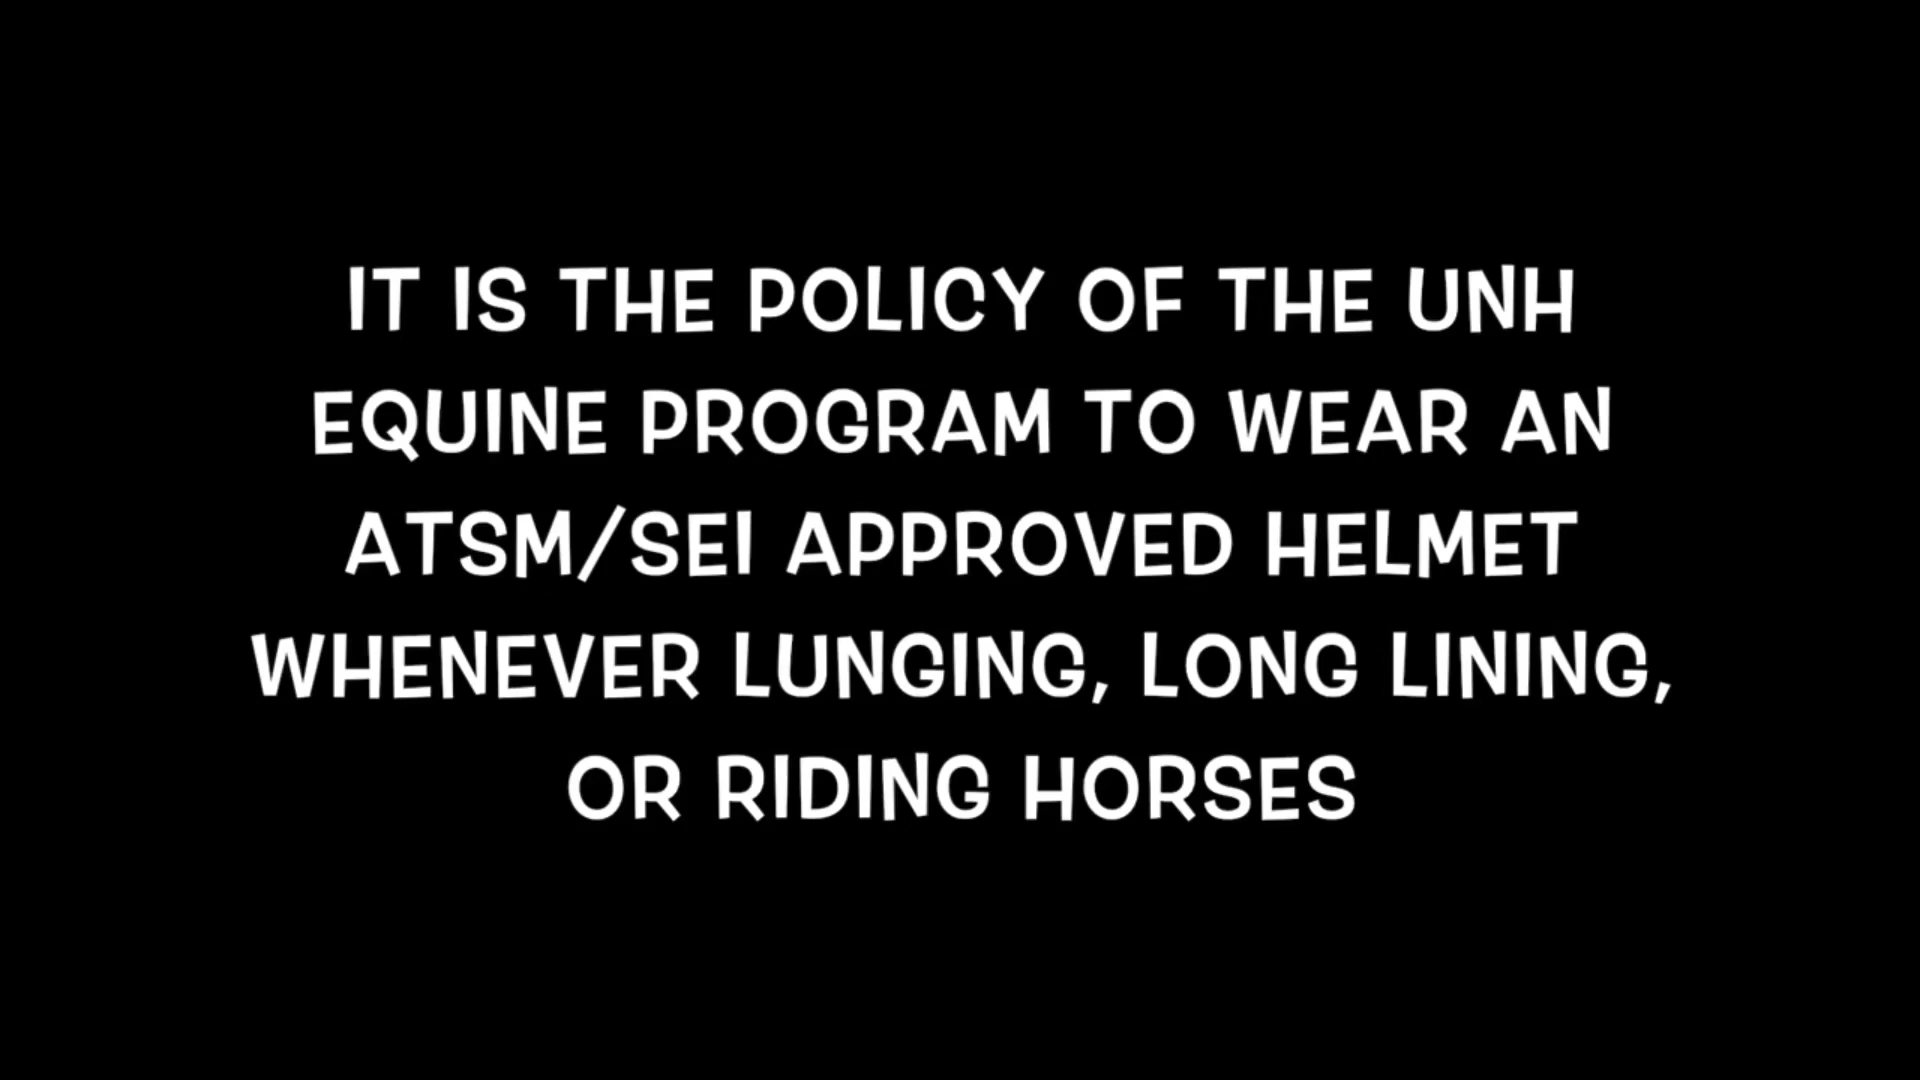 IT IS THE POLICY OF THE UNH
EQUINE PROGRAM TO WEAR AN
ATSM/SEI APPROVED HELMET
WHENEVER LUNGING, LONG LINING,
OR RIDING HORSES